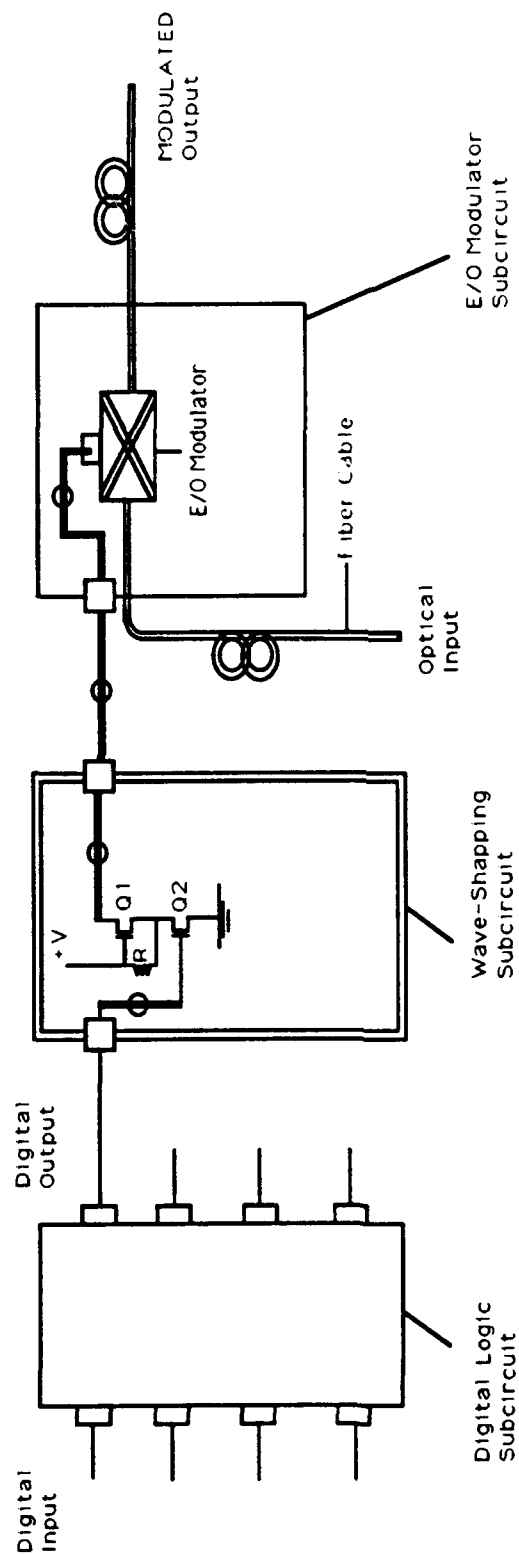 Digital
Input
Digital
Output
Digital Logic
Subcircuit
+V
R
Q1
Q2
Wave-Shapping
Subcircuit
Optical
Input
Fiber Cable
E/O Modulator
E/O Modulator
Subcircuit
MODULATED
Output